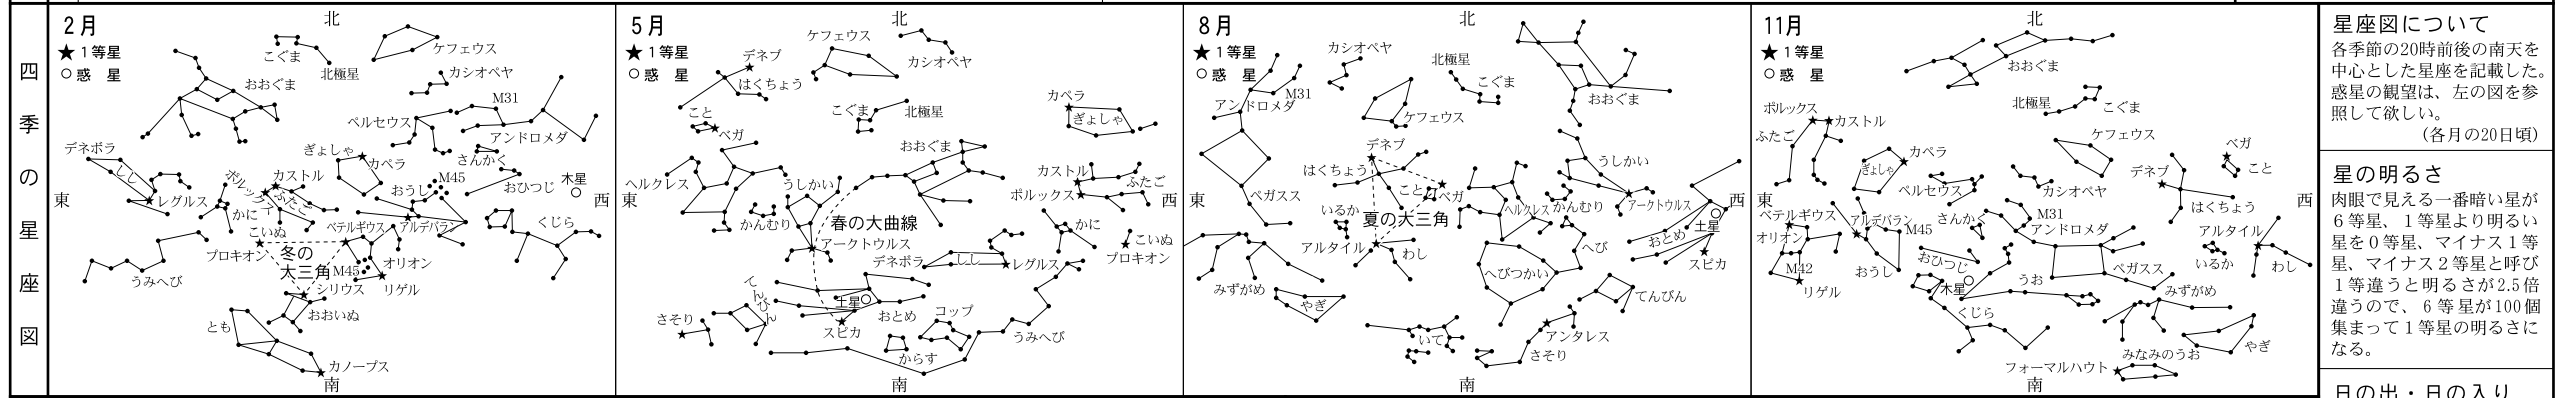 四季の星座図
2月
★1等星
○惑　星
北
東
西
南
こぐま
北極星
ケフェウス
カシオペヤ
おおぐま
M31
ペルセウス
アンドロメダ
デネボラ
しし
レグルス
ぎょしゃ
カペラ
さんかく
カストル
ポルックス
ふたご
M45
おうし
おひつじ
木星
かに
こいぬ
ベテルギウス
アルデバラン
くじら
プロキオン
冬の
大三角
M45
オリオン
うみへび
シリウス
リゲル
とも
おおいぬ
カノープス
5月
★1等星
○惑　星
北
東
西
南
ケフェウス
カシオペヤ
デネブ
はくちょう
こと
ベガ
こぐま
北極星
カペラ
ぎょしゃ
おおぐま
ヘルクレス
うしかい
カストル
ポルックス
ふたご
かんむり
春の大曲線
アークトウルス
かに
こいぬ
プロキオン
デネボラ
しし
レグルス
てんびん
土星
おとめ
スピカ
さそり
コップ
うみへび
からす
8月
★1等星
○惑　星
北
東
西
南
カシオペヤ
M31
アンドロメダ
北極星
こぐま
おおぐま
ケフェウス
デネブ
はくちょう
こと
ベガ
ペガスス
うしかい
いるか
夏の大三角
ヘルクレス
かんむり
アークトウルス
アルタイル
わし
へび
おとめ
土星
スピカ
みずがめ
やぎ
へびつかい
てんびん
いて
アンタレス
さそり
11月
★1等星
○惑　星
北
東
西
南
おおぐま
ポルックス
カストル
ふたご
北極星
こぐま
ぎょしゃ
カペラ
ケフェウス
ベガ
こと
デネブ
ペルセウス
カシオペヤ
はくちょう
ベテルギウス
オリオン
アルデバラン
M45
さんかく
M31
アンドロメダ
アルタイル
いるか
わし
M42
リゲル
おうし
おひつじ
木星
うお
ペガスス
みずがめ
くじら
みなみのうお
やぎ
フォーマルハウト
星座図について
各季節の20時前後の南天を
中心とした星座を記載した。
惑星の観望は、左の図を参
照して欲しい。
(各月の20日頃)
星の明るさ
肉眼で見える一番暗い星が
6等星、1等星より明るい
星を0等星、マイナス1等
星、マイナス2等星と呼び
1等違うと明るさが2.5倍
違うので、6等星が100個
集まって1等星の明るさに
なる。
日の出・日の入り